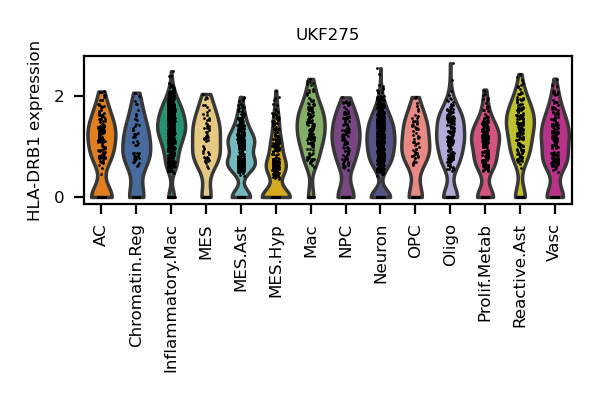 UKF275
HLA-DRB1 expression
2
0
AC
Chromatin.Reg
Inflammatory.Mac
MES
MES.Ast
MES.Hyp
Mac
NPC
Neuron
OPC
Oligo
Prolif.Metab
Reactive.Ast
Vasc